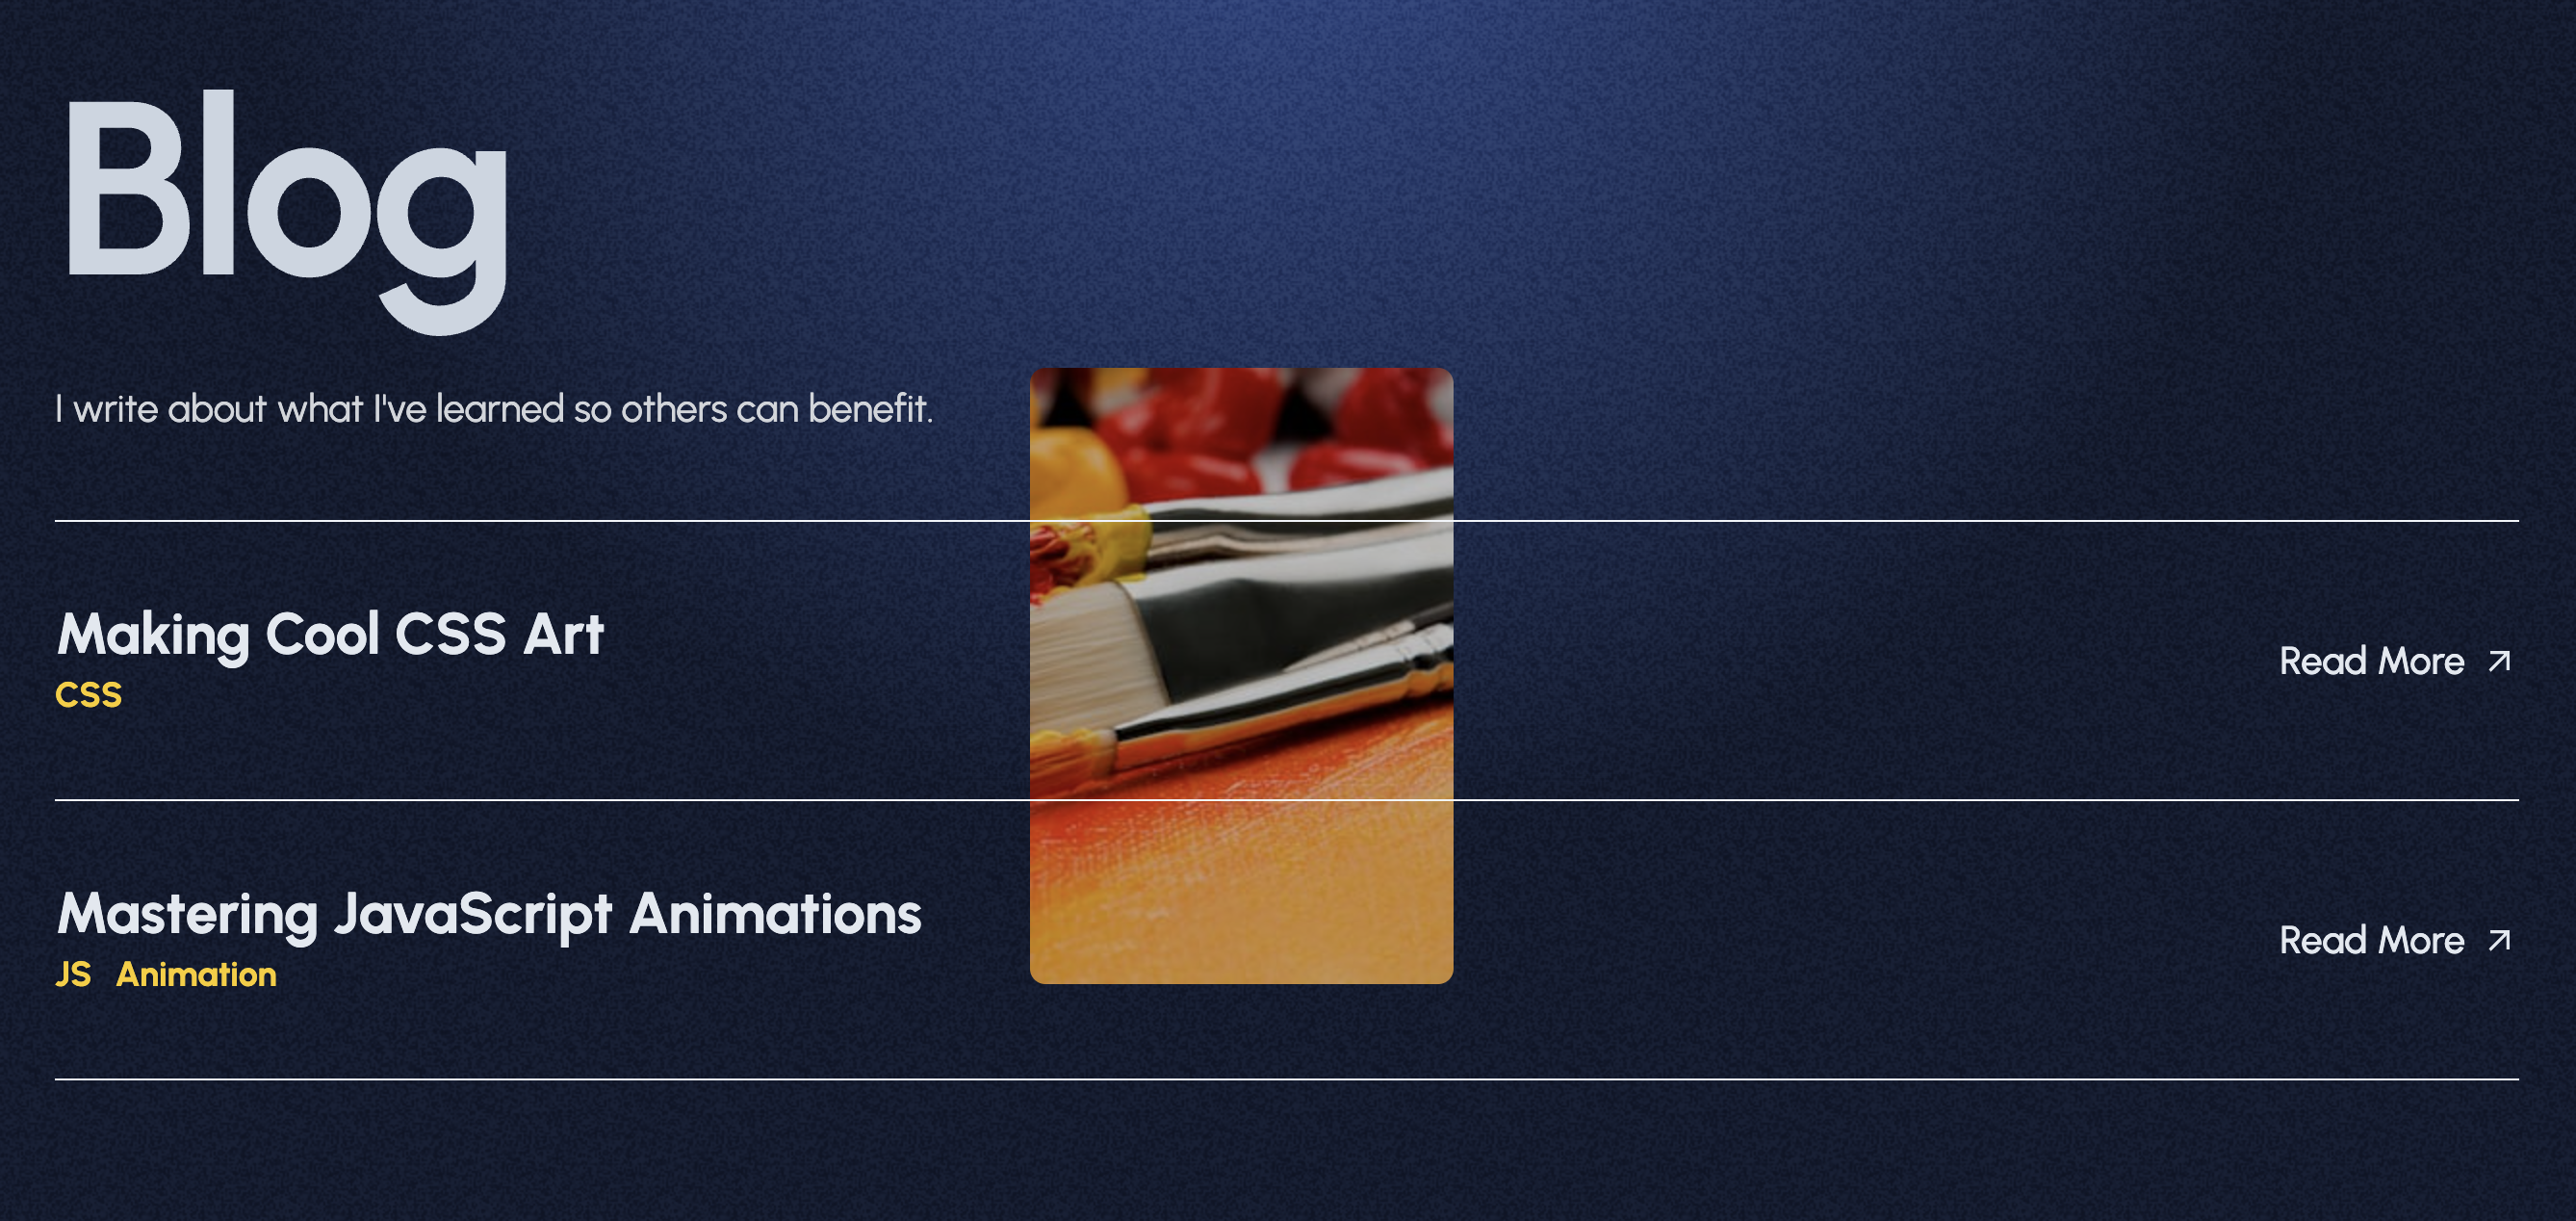 Blog
I write about what I've learned so others can benefit.
Making Cool CSS Art
CSS
Read More
Mastering JavaScript Animations
JS Animation
Read More